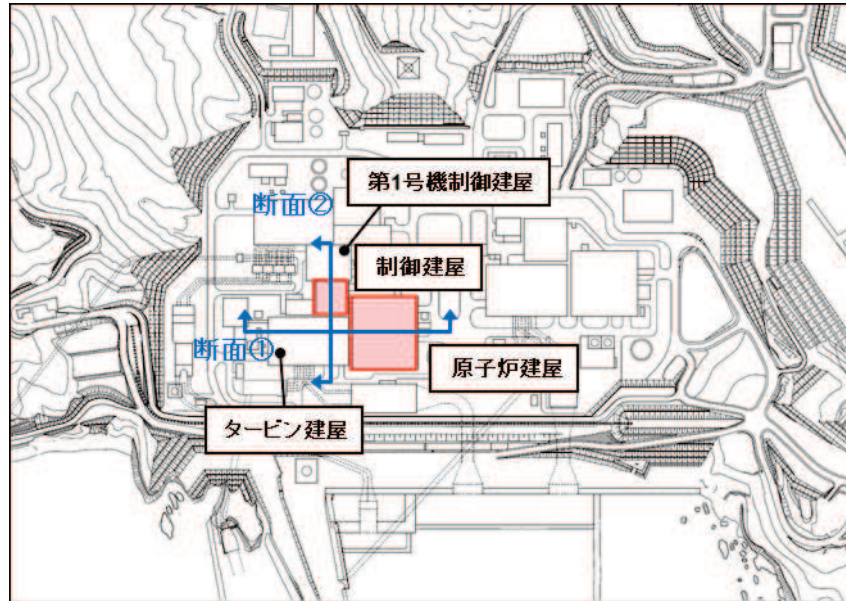 第1号機制御建屋
断面②
制御建屋
断面①
原子炉建屋
タービン建屋